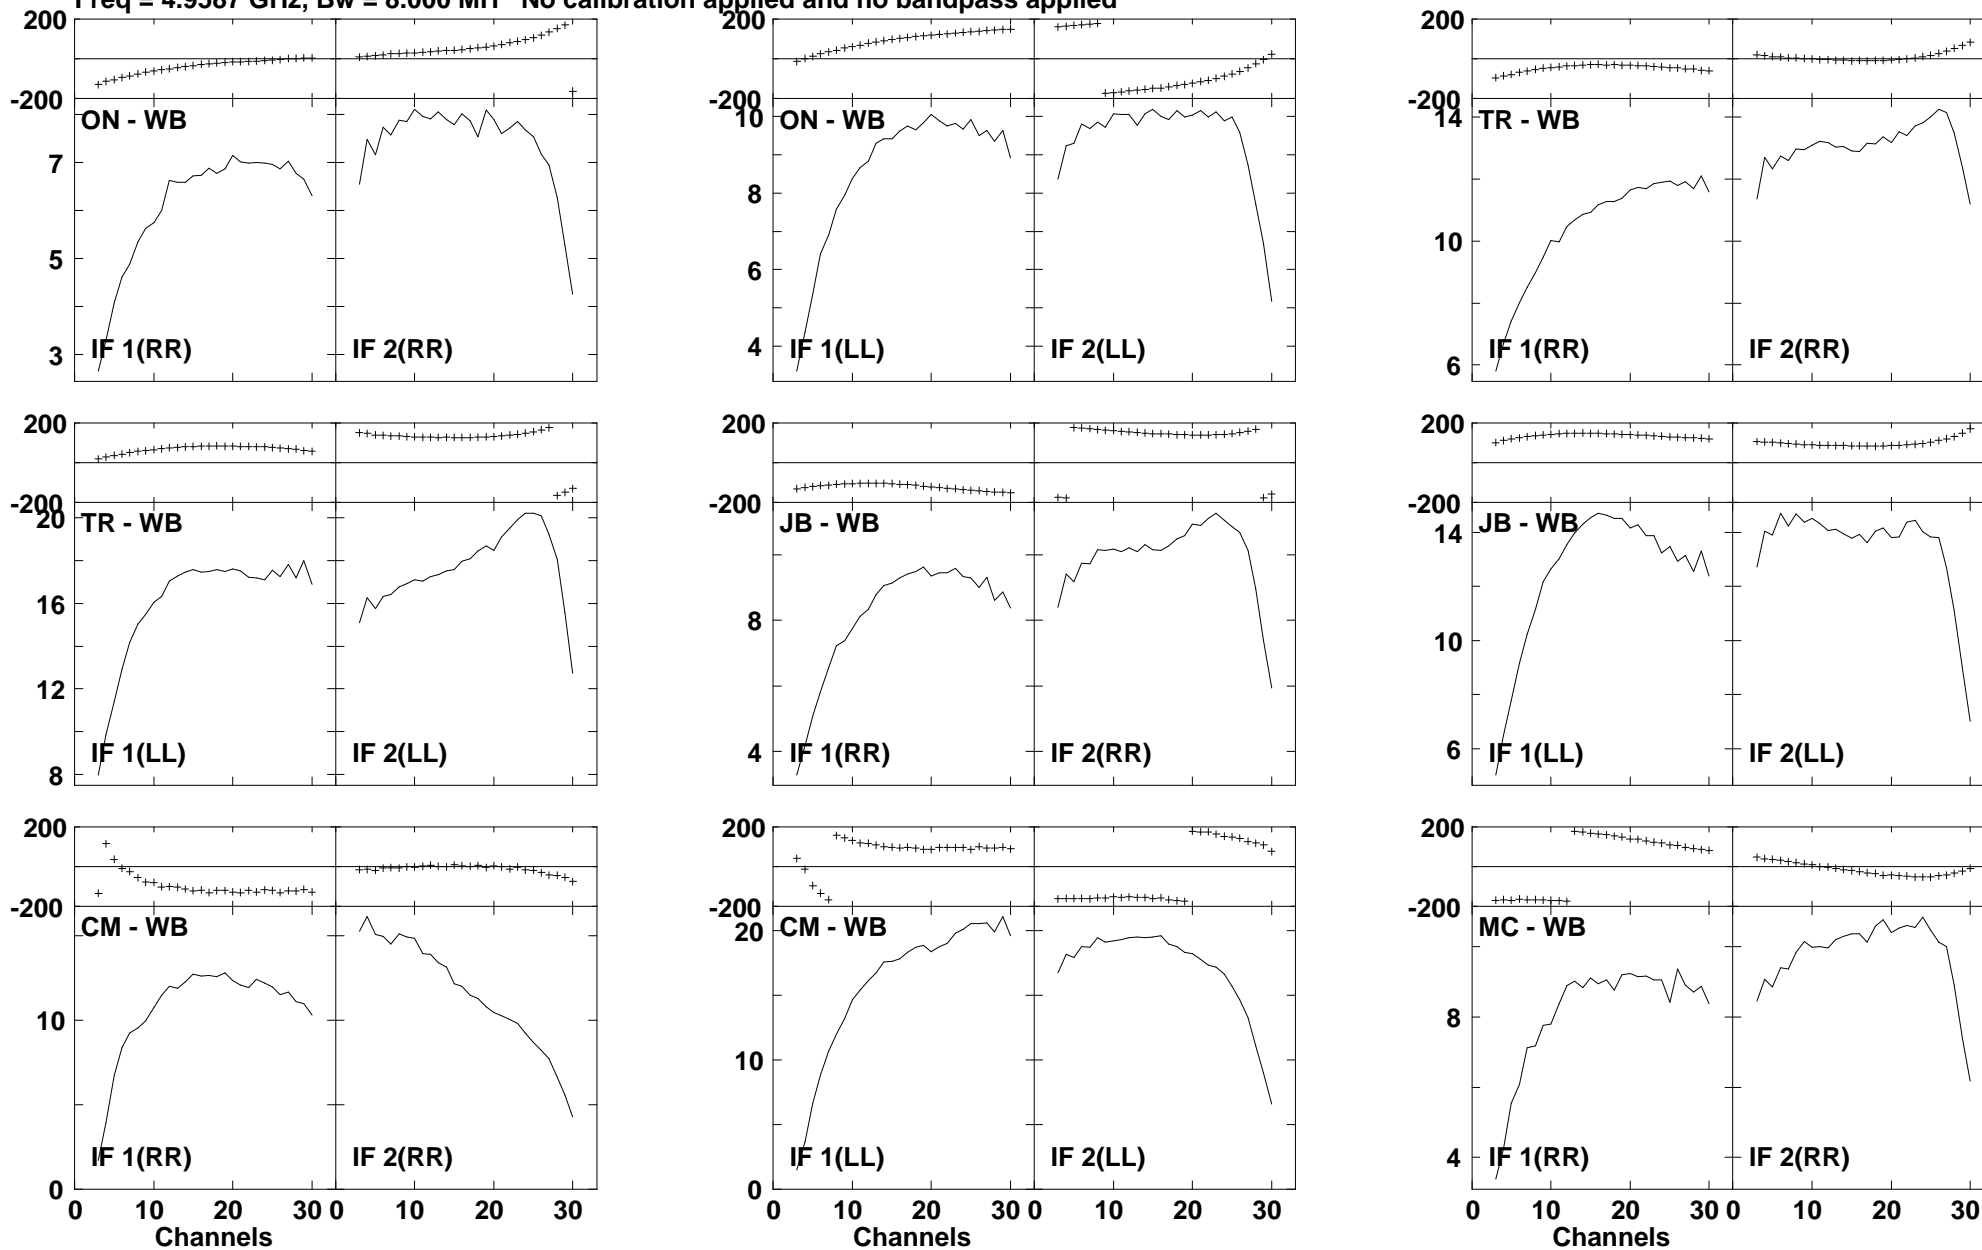 Freq = 4.9587 GHz, Bw = 8.000 MH No calibration applied and no bandpass applied
200 200 200
-200 -200 -200
ON - WB ON - WB TR - WB
7 5 3
10 8 6 4
14 10 6
IF 1(RR) IF 2(RR) IF 1(LL) IF 2(LL) IF 1(RR) IF 2(RR)
200 200 200
-200 -200 -200
TR - WB JB - WB JB - WB
20 16 12 8
8 4
14 10 6
IF 1(LL) IF 2(LL) IF 1(RR) IF 2(RR) IF 1(LL) IF 2(LL)
200 200 200
-200 -200 -200
CM - WB CM - WB MC - WB
10 0
20 10 0
8 4
IF 1(RR) IF 2(RR) IF 1(LL) IF 2(LL) IF 1(RR) IF 2(RR)
0 10 20 30 0 10 20 30 0 10 20 30 0 10 20 30 0 10 20 30 0 10 20 30
Channels Channels Channels